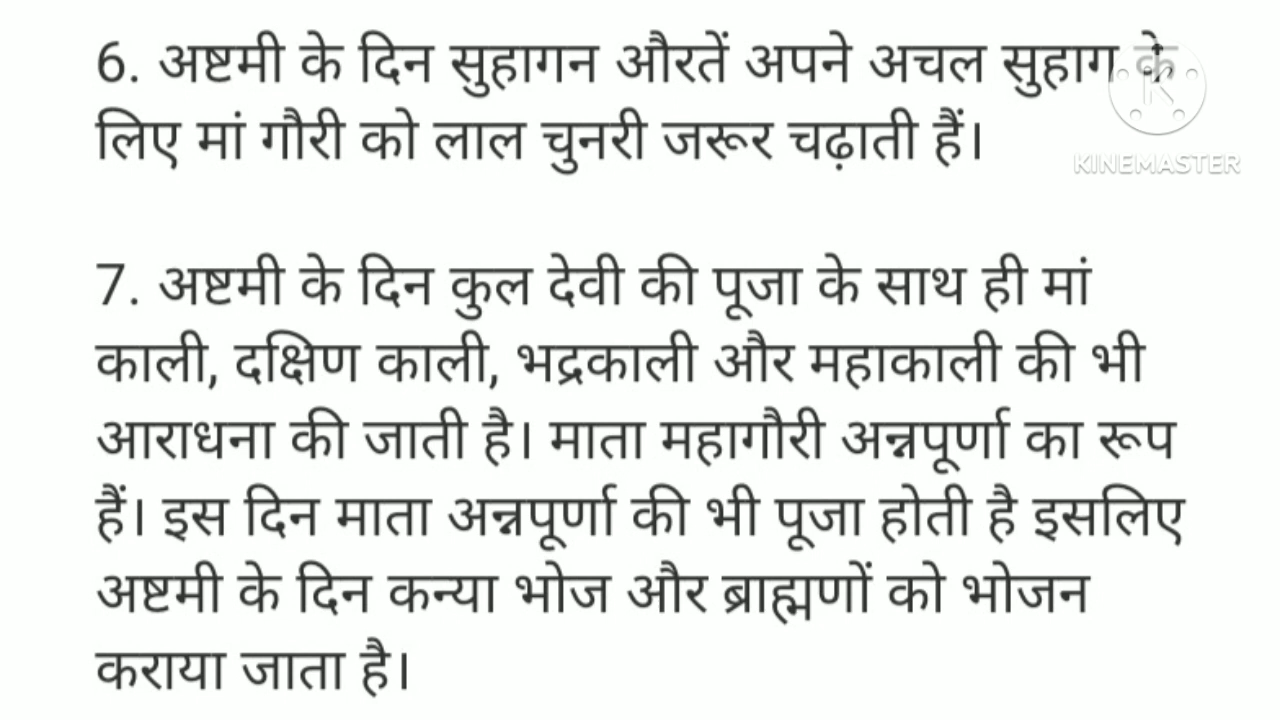 6. अष्टमी के दिन सुहागन औरतें अपने अचल सुहाग के
लिए मां गौरी को लाल चुनरी जरूर चढ़ाती हैं।
KINEMASTER
7. अष्टमी के दिन कुल देवी की पूजा के साथ ही मां
काली, दक्षिण काली, भद्रकाली और महाकाली की भी
आराधना की जाती है। माता महागौरी अन्नपूर्णा का रूप
हैं। इस दिन माता अन्नपूर्णा की भी पूजा होती है इसलिए
अष्टमी के दिन कन्या भोज और ब्राह्मणों को भोजन
कराया जाता है।